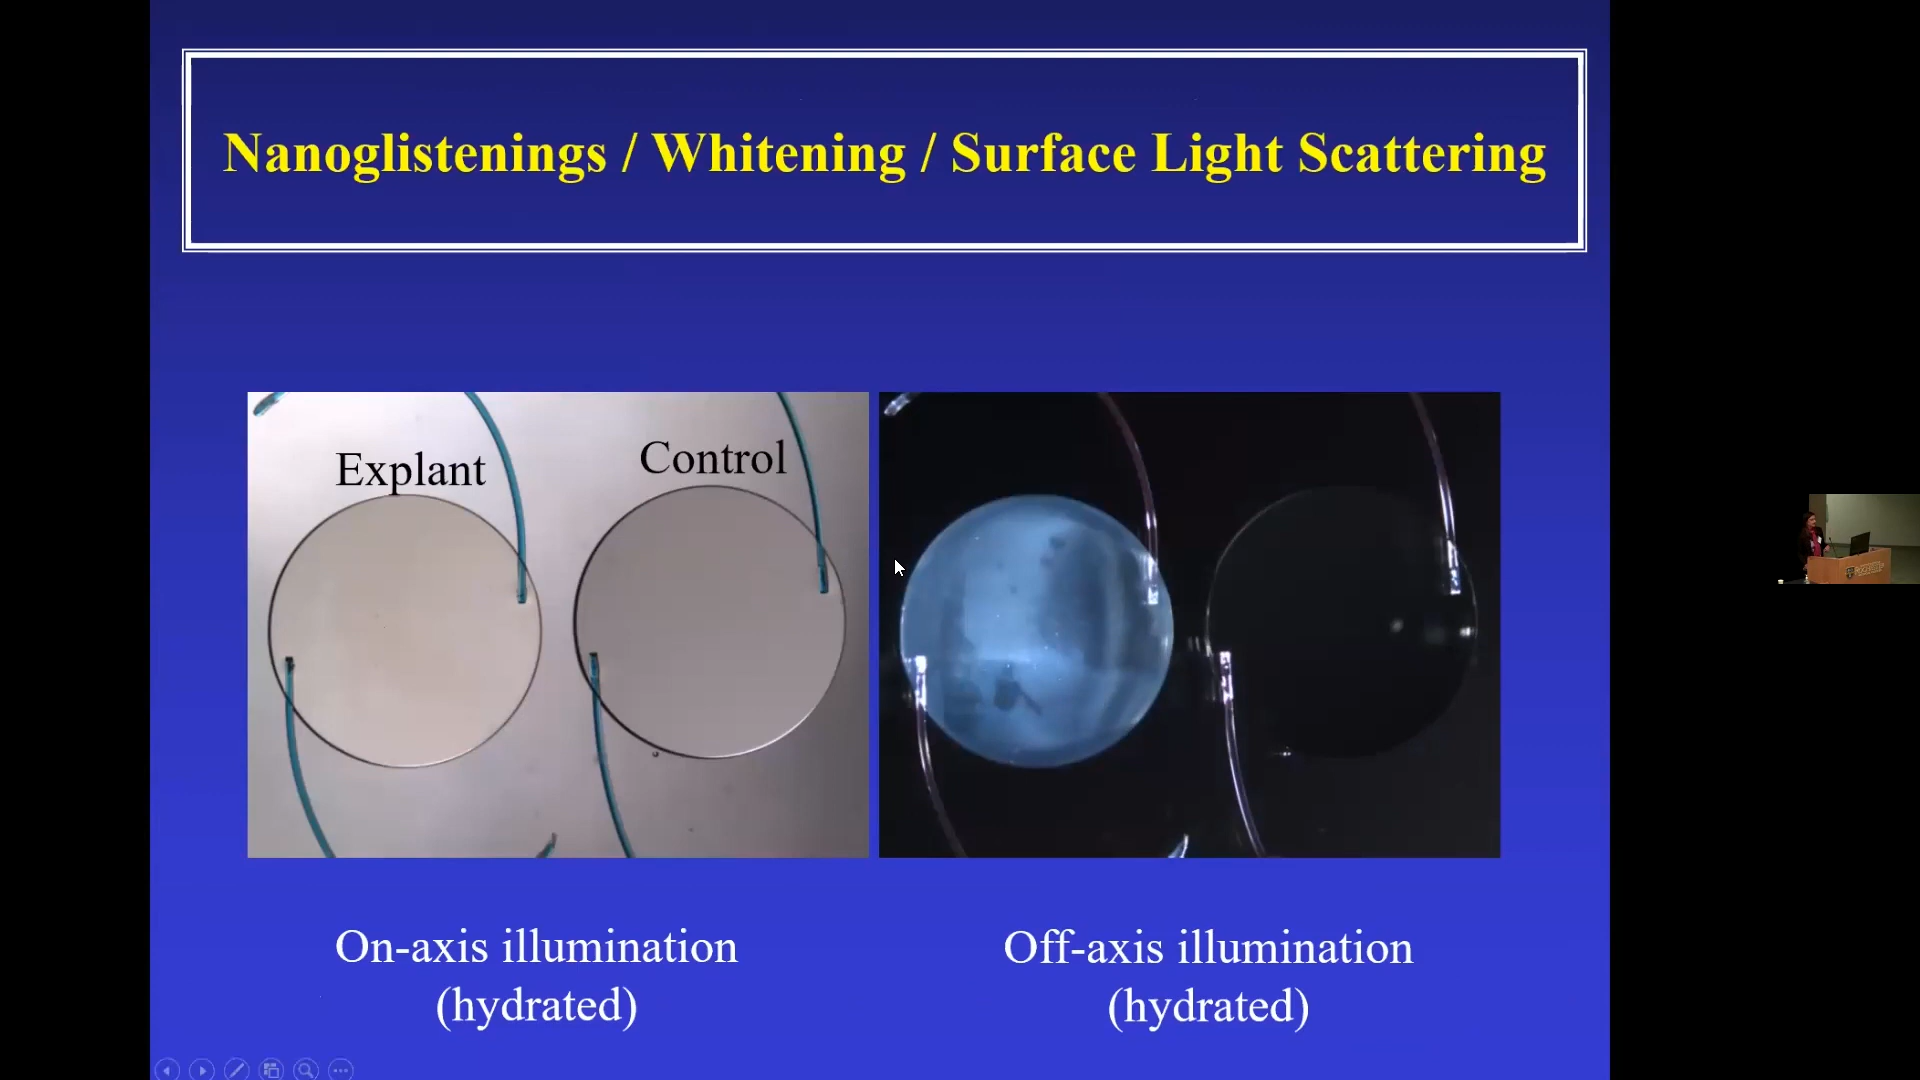 Nanoglistenings / Whitening / Surface Light Scattering
Explant
Control
On-axis illumination
(hydrated)
Off-axis illumination
(hydrated)